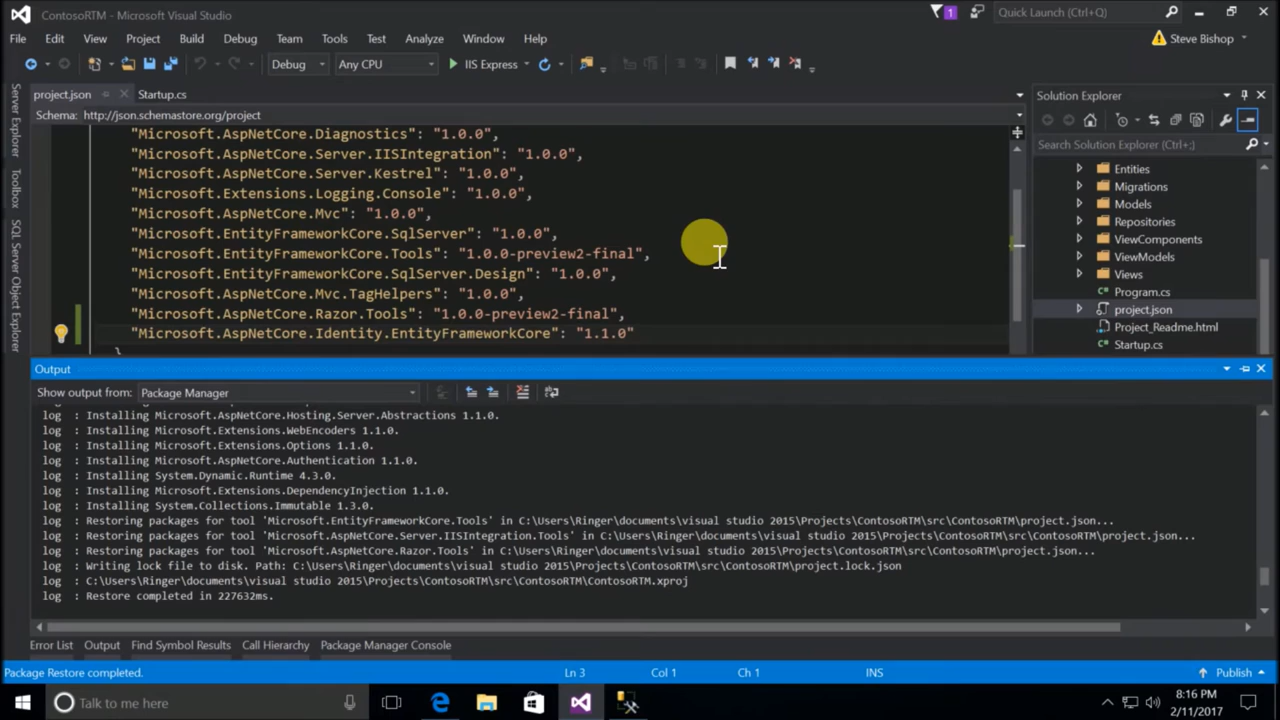 ContosoRTM - Microsoft Visual Studio
1
Quick Launch (Ctrl+Q)
File Edit View Project Build Debug Team Tools Test Analyze Window Help
Steve Bishop
Debug Any CPU IIS Express
project.json Startup.cs
Schema: http://json.schemastore.org/project
"Microsoft.AspNetCore.Diagnostics": "1.0.0",
"Microsoft.AspNetCore.Server.IISIntegration": "1.0.0",
"Microsoft.AspNetCore.Server.Kestrel": "1.0.0",
"Microsoft.Extensions.Logging.Console": "1.0.0",
"Microsoft.AspNetCore.Mvc": "1.0.0",
"Microsoft.EntityFrameworkCore.SqlServer": "1.0.0",
"Microsoft.EntityFrameworkCore.Tools": "1.0.0-preview2-final",
"Microsoft.EntityFrameworkCore.SqlServer.Design": "1.0.0",
"Microsoft.AspNetCore.Mvc.TagHelpers": "1.0.0",
"Microsoft.AspNetCore.Razor.Tools": "1.0.0-preview2-final",
"Microsoft.AspNetCore.Identity.EntityFrameworkCore": "1.1.0"
}
Server Explorer
Toolbox
SQL Server Object Explorer
Solution Explorer
Search Solution Explorer (Ctrl+;)
Entities
Migrations
Models
Repositories
ViewComponents
ViewModels
Views
Program.cs
project.json
Project_Readme.html
Startup.cs
Output
Show output from: Package Manager
log : Installing Microsoft.AspNetCore.Hosting.Server.Abstractions 1.1.0.
log : Installing Microsoft.Extensions.WebEncoders 1.1.0.
log : Installing Microsoft.Extensions.Options 1.1.0.
log : Installing Microsoft.AspNetCore.Authentication 1.1.0.
log : Installing System.Dynamic.Runtime 4.3.0.
log : Installing Microsoft.Extensions.DependencyInjection 1.1.0.
log : Installing System.Collections.Immutable 1.3.0.
log : Restoring packages for tool 'Microsoft.EntityFrameworkCore.Tools' in C:\Users\Ringer\documents\visual studio 2015\Projects\ContosoRTM\src\ContosoRTM\project.json...
log : Restoring packages for tool 'Microsoft.AspNetCore.Server.IISIntegration.Tools' in C:\Users\Ringer\documents\visual studio 2015\Projects\ContosoRTM\src\ContosoRTM\project.json...
log : Restoring packages for tool 'Microsoft.AspNetCore.Razor.Tools' in C:\Users\Ringer\documents\visual studio 2015\Projects\ContosoRTM\src\ContosoRTM\project.json...
log : Writing lock file to disk. Path: C:\Users\Ringer\documents\visual studio 2015\Projects\ContosoRTM\src\ContosoRTM\project.lock.json
log : C:\Users\Ringer\documents\visual studio 2015\Projects\ContosoRTM\src\ContosoRTM\ContosoRTM.xproj
log : Restore completed in 227632ms.
Error List Output Find Symbol Results Call Hierarchy Package Manager Console
Package Restore completed. Ln 3 Col 1 Ch 1 INS Publish
Talk to me here
8:16 PM
2/11/2017